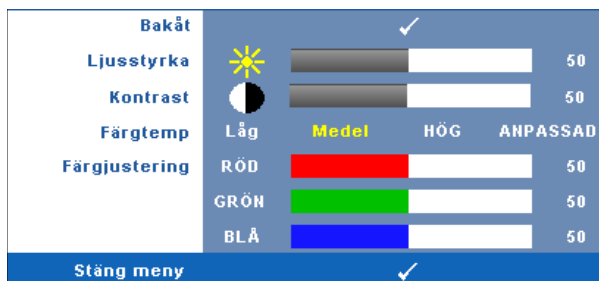 Bakåt
Ljusstyrka 50
Kontrast 50
Färgtemp Låg Medel HÖG ANPASSAD
Färgjustering RÖD 50
GRÖN 50
BLÅ 50
Stäng meny